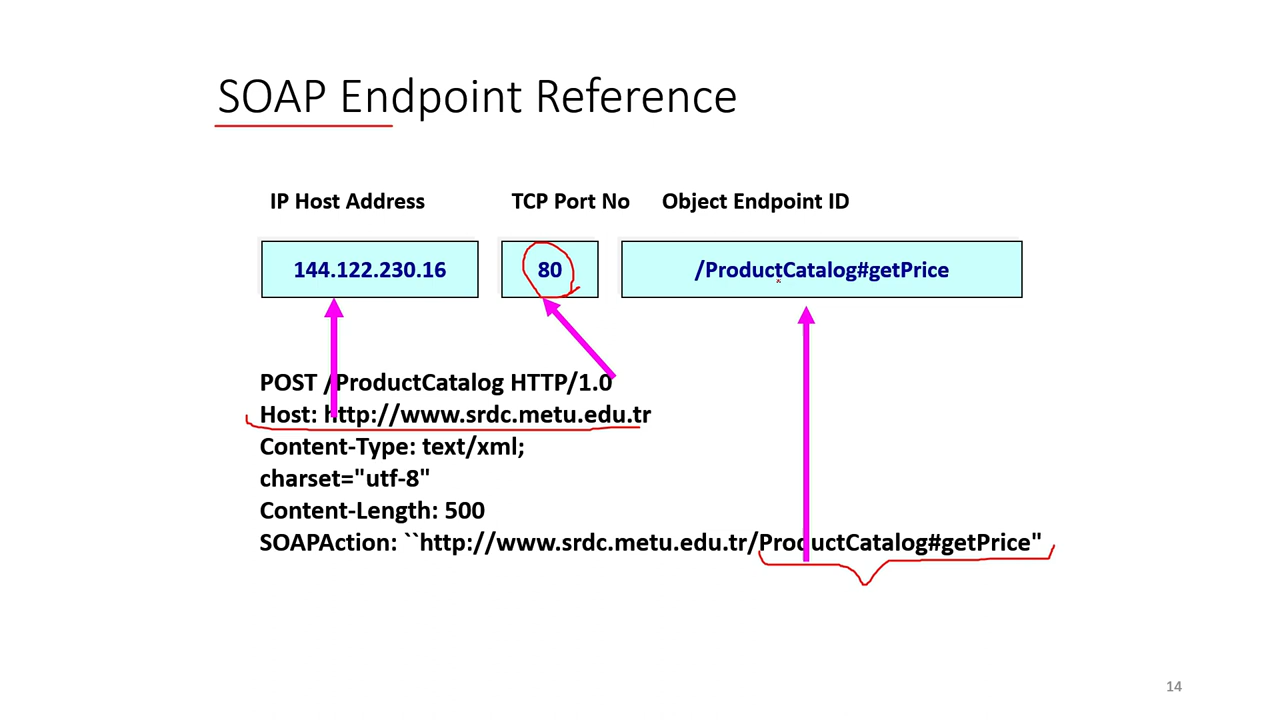 SOAP Endpoint Reference
IP Host Address TCP Port No Object Endpoint ID
144.122.230.16 80 /ProductCatalog#getPrice
POST /ProductCatalog HTTP/1.0
Host: http://www.srdc.metu.edu.tr
Content-Type: text/xml;
charset="utf-8"
Content-Length: 500
SOAPAction: ``http://www.srdc.metu.edu.tr/ProductCatalog#getPrice"
14